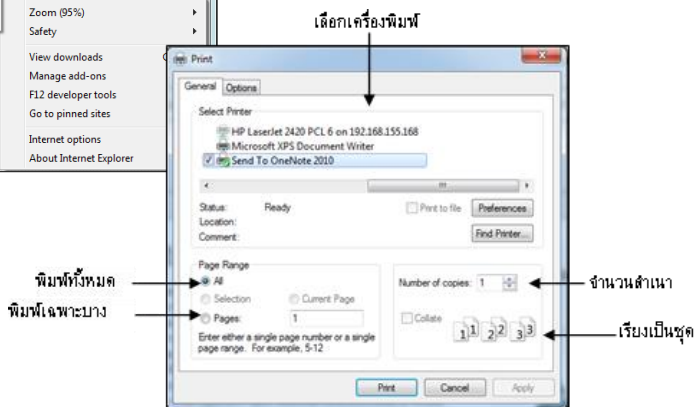 Zoom (95%)
Safety
View downloads
Manage add-ons
F12 developer tools
Go to pinned sites
Internet options
About Internet Explorer
เลือกเครื่องพิมพ์
Print
General Options
Select Printer
HP LaserJet 2420 PCL 6 on 192.168.155.168
Microsoft XPS Document Writer
Send To OneNote 2010
Status: Ready
Print to file Preferences
Location:
Comment:
Find Printer...
Page Range
พิมพ์ทั้งหมด
All
Selection Current Page
พิมพ์เฉพาะบาง
Pages: 1
Enter either a single page number or a single
page range. For example, 5-12
Number of copies: 1
จำนวนสำเนา
Collate
1 1 2 2 3 3
เรียงเป็นชุด
Print Cancel Apply